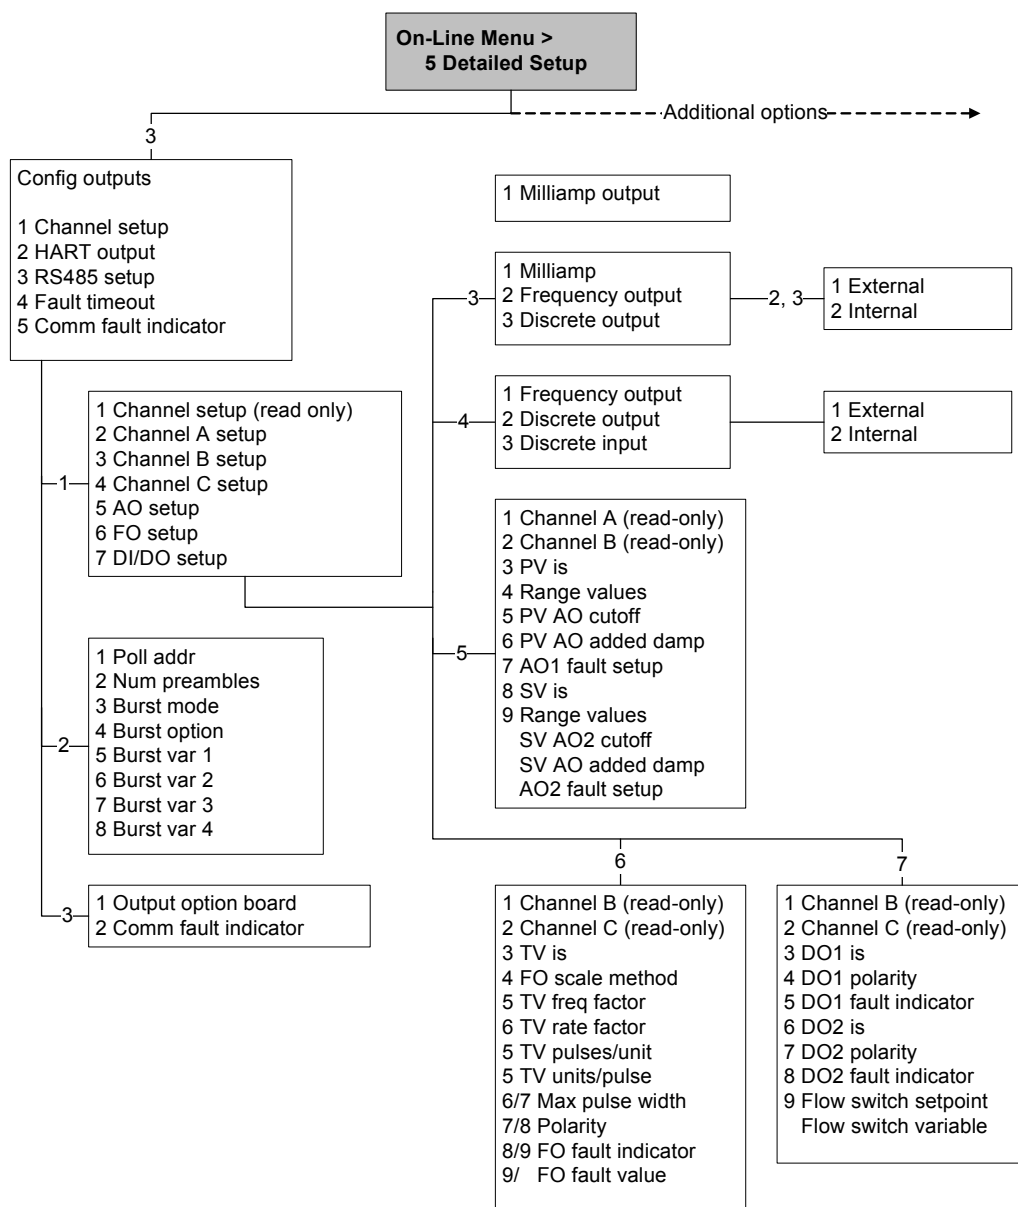 On-Line Menu >
5 Detailed Setup
Additional options
3
Config outputs
1 Channel setup
2 HART output
3 RS485 setup
4 Fault timeout
5 Comm fault indicator
1 Milliamp output
3
1 Milliamp
2 Frequency output
3 Discrete output
2, 3
1 External
2 Internal
4
1 Frequency output
2 Discrete output
3 Discrete input
1 External
2 Internal
1
1 Channel setup (read only)
2 Channel A setup
3 Channel B setup
4 Channel C setup
5 AO setup
6 FO setup
7 DI/DO setup
5
1 Channel A (read-only)
2 Channel B (read-only)
3 PV is
4 Range values
5 PV AO cutoff
6 PV AO added damp
7 AO1 fault setup
8 SV is
9 Range values
SV AO2 cutoff
SV AO added damp
AO2 fault setup
2
1 Poll addr
2 Num preambles
3 Burst mode
4 Burst option
5 Burst var 1
6 Burst var 2
7 Burst var 3
8 Burst var 4
3
1 Output option board
2 Comm fault indicator
6
1 Channel B (read-only)
2 Channel C (read-only)
3 TV is
4 FO scale method
5 TV freq factor
6 TV rate factor
5 TV pulses/unit
5 TV units/pulse
6/7 Max pulse width
7/8 Polarity
8/9 FO fault indicator
9/ FO fault value
7
1 Channel B (read-only)
2 Channel C (read-only)
3 DO1 is
4 DO1 polarity
5 DO1 fault indicator
6 DO2 is
7 DO2 polarity
8 DO2 fault indicator
9 Flow switch setpoint
Flow switch variable